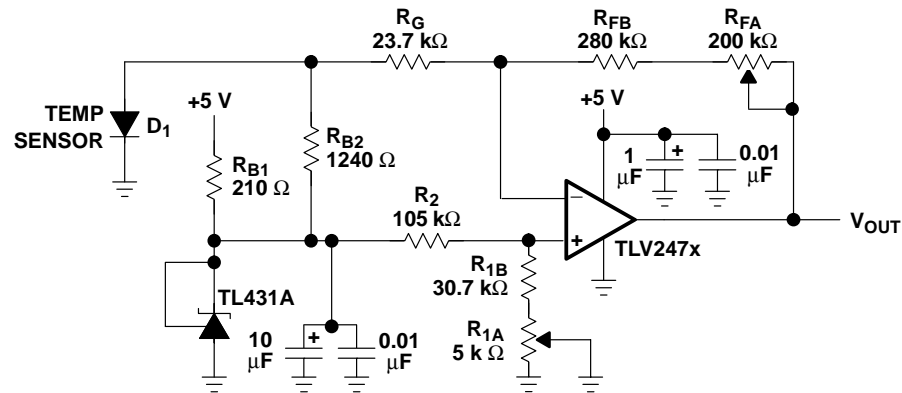 RG
23.7 kΩ
RFB
280 kΩ
RFA
200 kΩ
+5 V
+5 V
TEMP
SENSOR
D1
RB1
210 Ω
RB2
1240 Ω
1
μF
+
0.01
μF
R2
105 kΩ
–
+
TLV247x
VOUT
R1B
30.7 kΩ
TL431A
R1A
5 k Ω
10
μF
+
0.01
μF